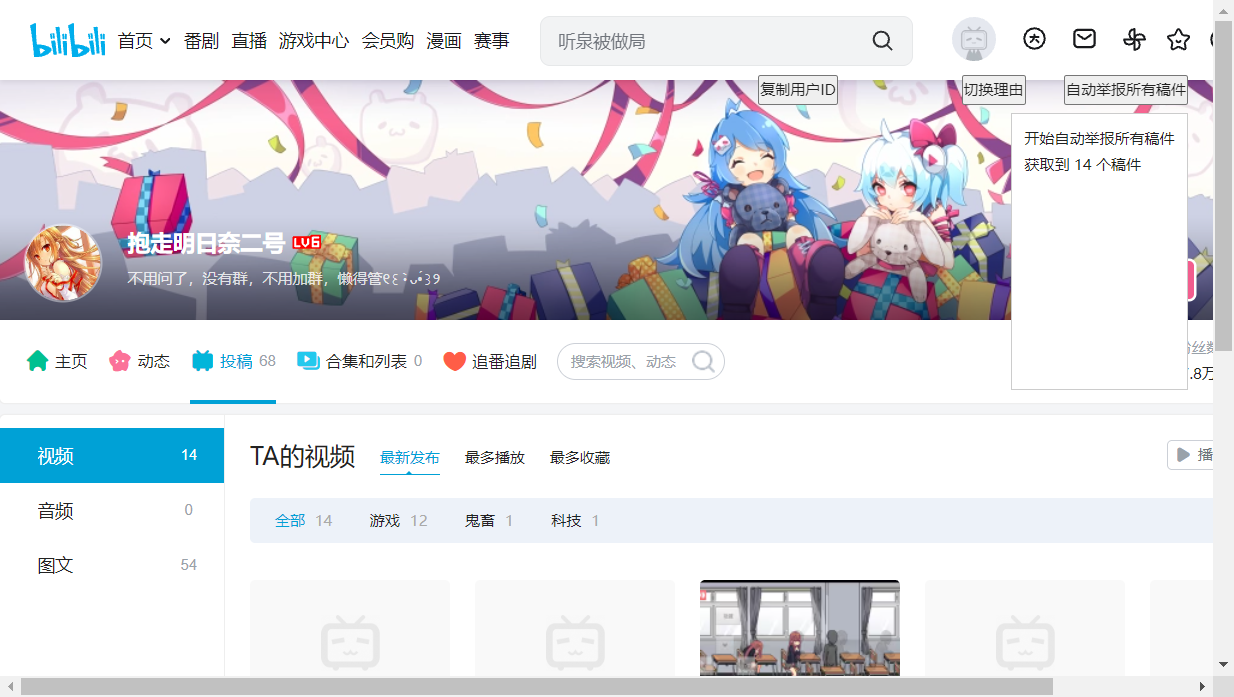 bilibili
首页 番剧 直播 游戏中心 会员购 漫画 赛事
听泉被做局
复制用户ID 切换理由 自动举报所有稿件
开始自动举报所有稿件
获取到 14 个稿件
抱走明日奈二号 LV6
不用问了，没有群，不用加群，懒得管
主页 动态 投稿 68 合集和列表 0 追番追剧 搜索视频、动态
丝数
.8万
视频 14
音频 0
图文 54
TA的视频 最新发布 最多播放 最多收藏 播
全部 14 游戏 12 鬼畜 1 科技 1